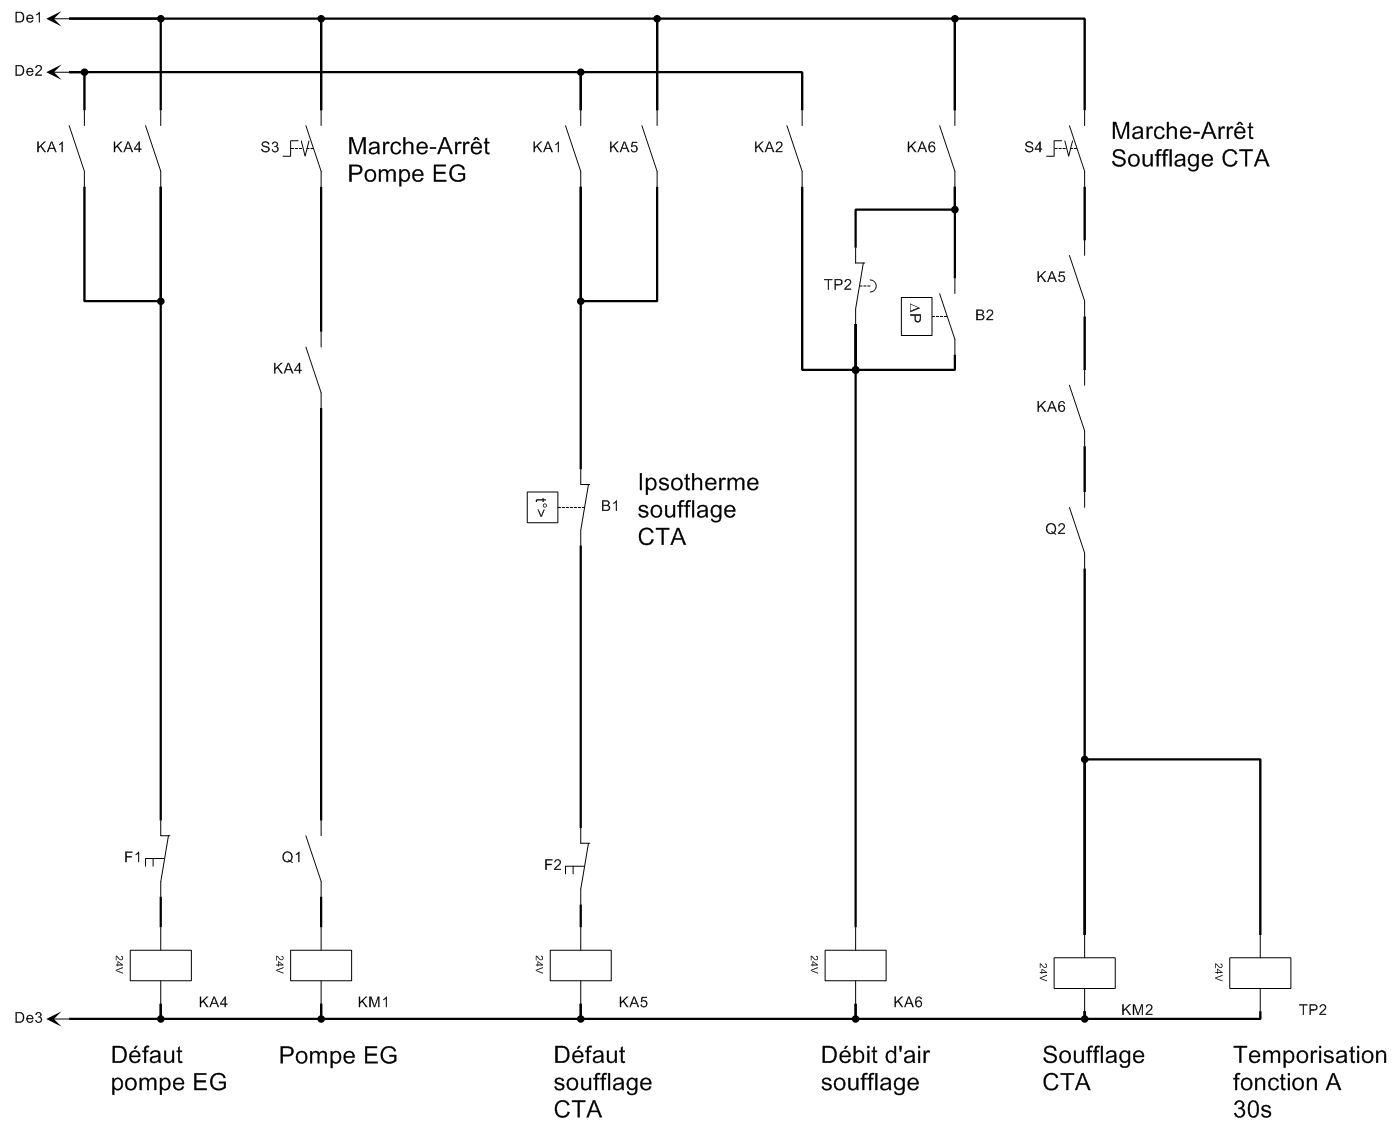 De1
De2
KA1
KA4
S3
Marche-Arrêt
Pompe EG
KA1
KA5
KA2
KA6
S4
Marche-Arrêt
Soufflage CTA
TP2
ΔP
B2
KA5
KA4
KA6
t°>
B1
Ipsotherme
soufflage
CTA
Q2
F1
Q1
F2
24V
24V
24V
24V
24V
24V
KA4
KM1
KA5
KA6
KM2
TP2
De3
Défaut
pompe EG
Pompe EG
Défaut
soufflage
CTA
Débit d'air
soufflage
Soufflage
CTA
Temporisation
fonction A
30s